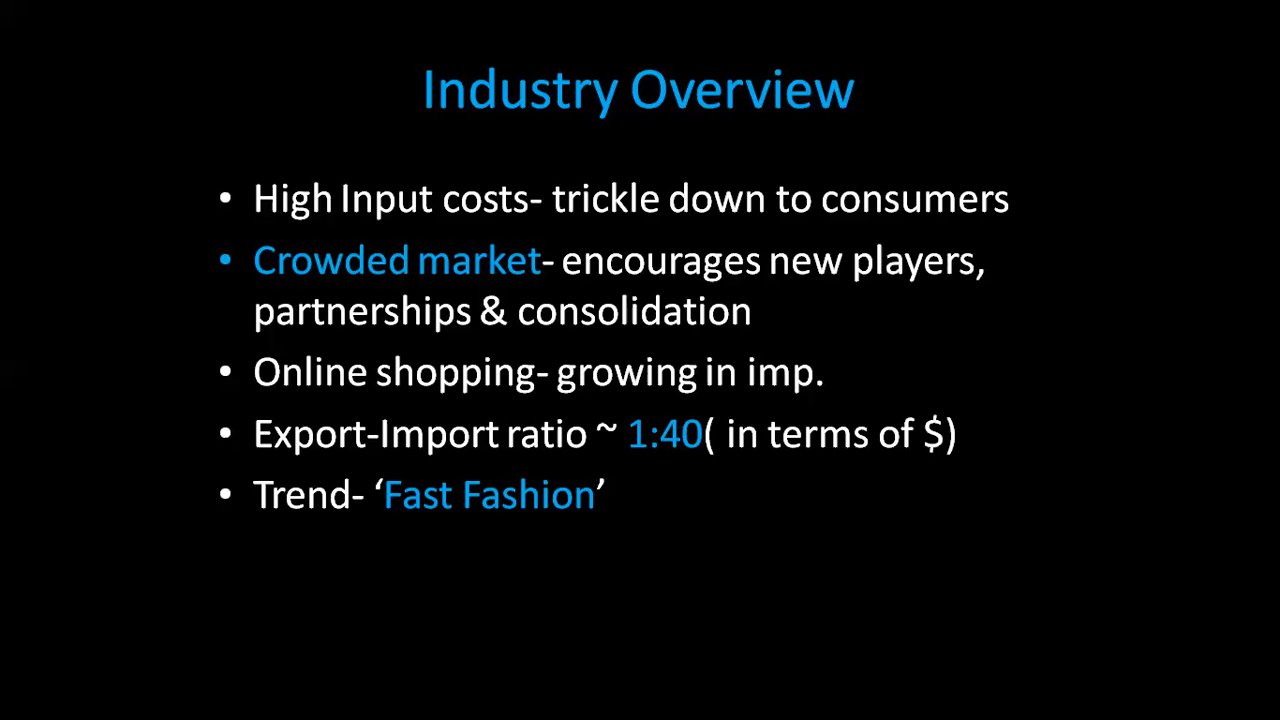 Industry Overview
• High Input costs- trickle down to consumers
• Crowded market- encourages new players,
partnerships & consolidation
• Online shopping- growing in imp.
• Export-Import ratio ~ 1:40( in terms of $)
• Trend- ‘Fast Fashion’